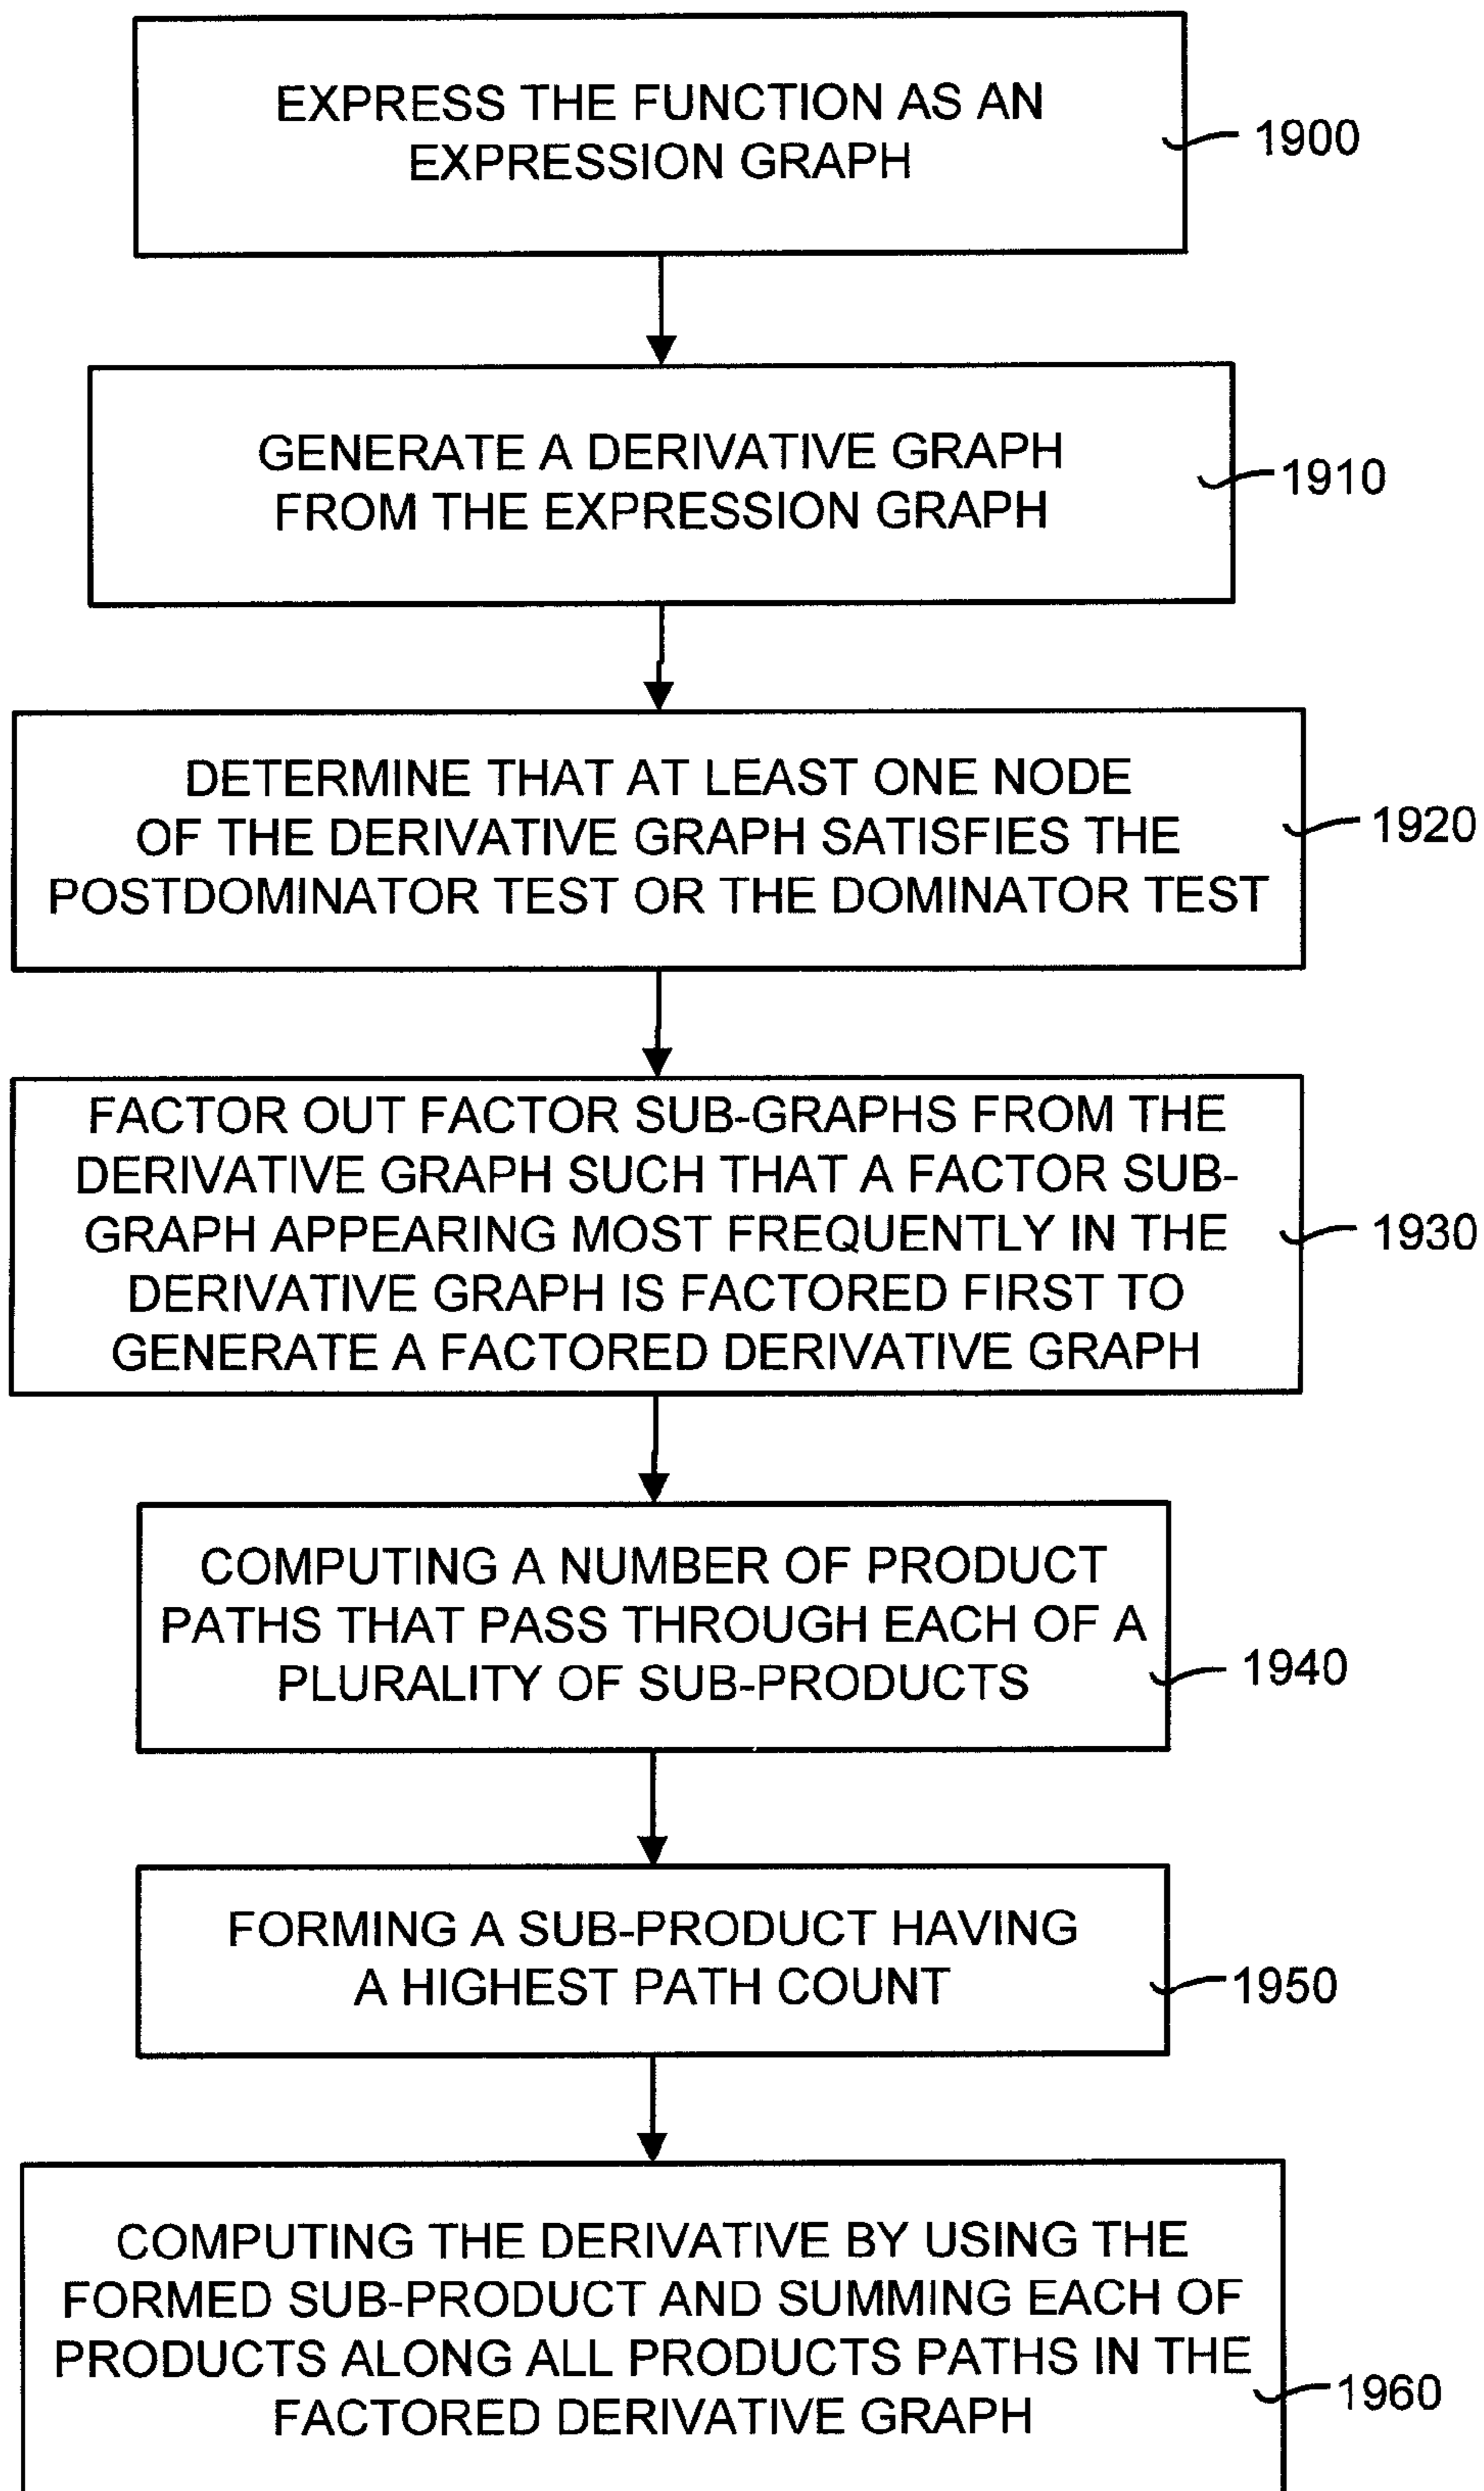 EXPRESS THE FUNCTION AS AN
EXPRESSION GRAPH
1900
GENERATE A DERIVATIVE GRAPH
FROM THE EXPRESSION GRAPH
1910
DETERMINE THAT AT LEAST ONE NODE
OF THE DERIVATIVE GRAPH SATISFIES THE
POSTDOMINATOR TEST OR THE DOMINATOR TEST
1920
FACTOR OUT FACTOR SUB-GRAPHS FROM THE
DERIVATIVE GRAPH SUCH THAT A FACTOR SUB-
GRAPH APPEARING MOST FREQUENTLY IN THE
DERIVATIVE GRAPH IS FACTORED FIRST TO
GENERATE A FACTORED DERIVATIVE GRAPH
1930
COMPUTING A NUMBER OF PRODUCT
PATHS THAT PASS THROUGH EACH OF A
PLURALITY OF SUB-PRODUCTS
1940
FORMING A SUB-PRODUCT HAVING
A HIGHEST PATH COUNT
1950
COMPUTING THE DERIVATIVE BY USING THE
FORMED SUB-PRODUCT AND SUMMING EACH OF
PRODUCTS ALONG ALL PRODUCTS PATHS IN THE
FACTORED DERIVATIVE GRAPH
1960